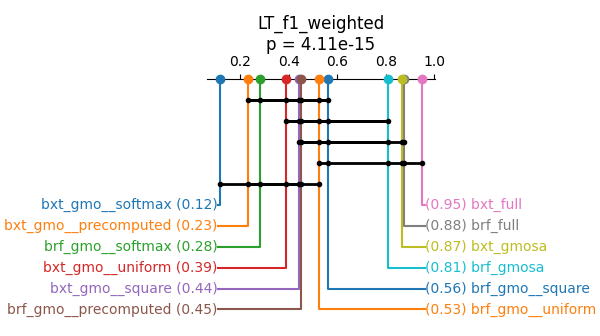 LT_f1_weighted
p = 4.11e-15
0.2 0.4 0.6 0.8 1.0
bxt_gmo__softmax (0.12) (0.95) bxt_full
bxt_gmo__precomputed (0.23) (0.88) brf_full
brf_gmo__softmax (0.28) (0.87) bxt_gmosa
bxt_gmo__uniform (0.39) (0.81) brf_gmosa
bxt_gmo__square (0.44) (0.56) brf_gmo__square
brf_gmo__precomputed (0.45) (0.53) brf_gmo__uniform